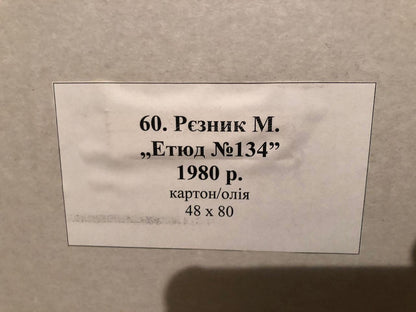 60. Рєзник М.
„Етюд №134”
1980 р.
картон/олія
48 х 80